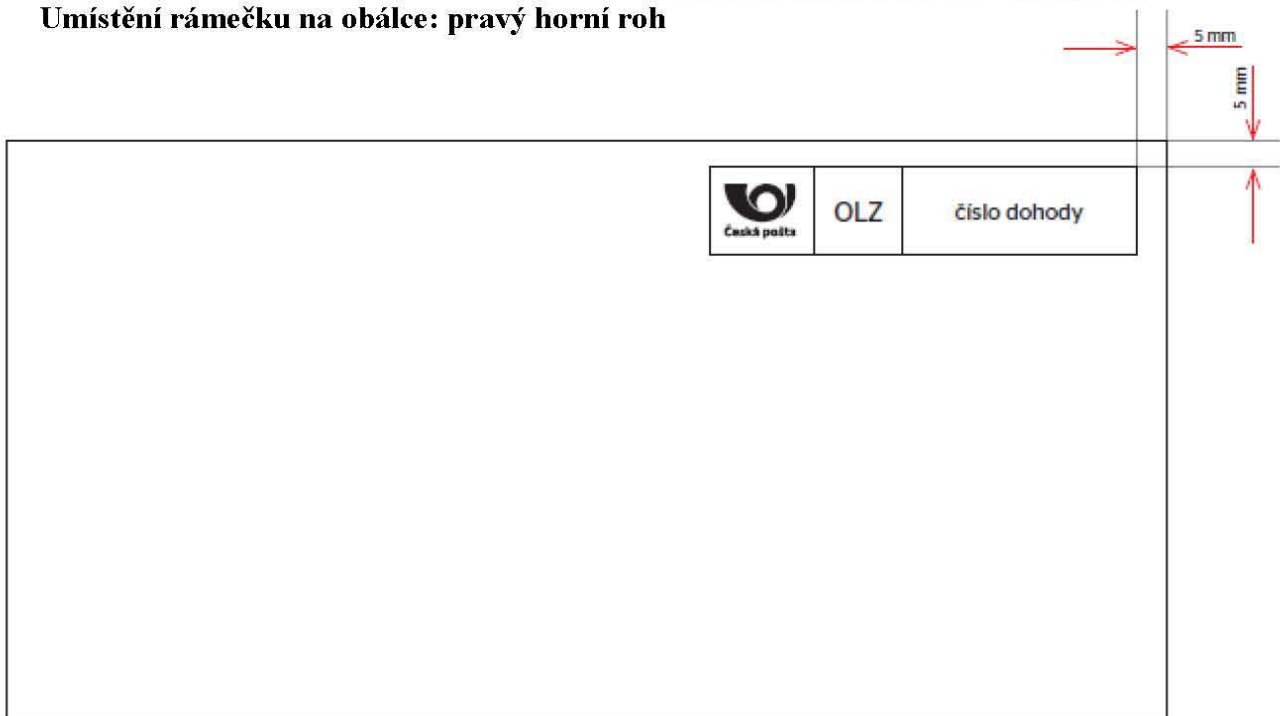 Umístění rámečku na obálce: pravý horní roh
5 mm
5 mm
Česká pošta
OLZ
číslo dohody